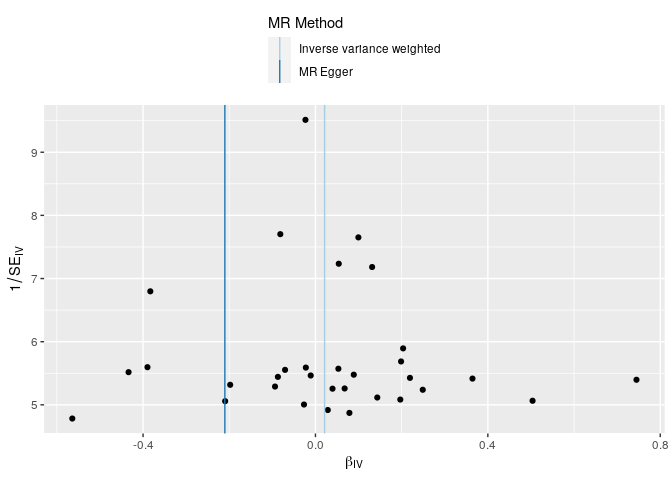 MR Method
Inverse variance weighted
MR Egger
9
8
7
6
5
1/SE_IV
-0.4
0.0
0.4
0.8
β_IV